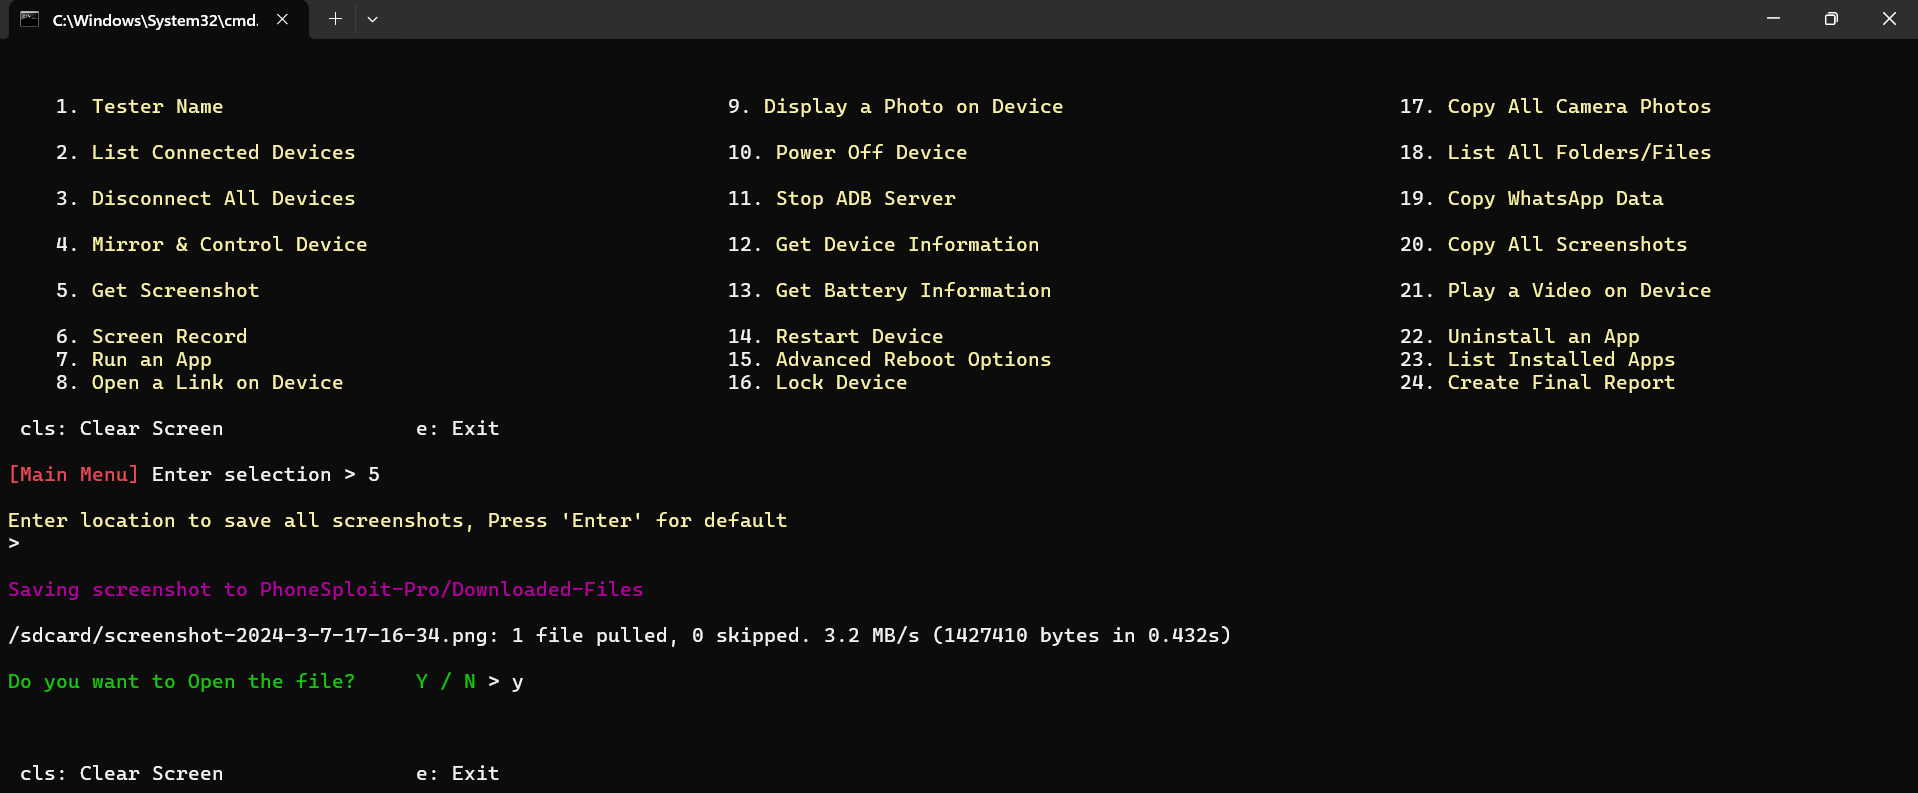 C:\Windows\System32\cmd.
1. Tester Name 9. Display a Photo on Device 17. Copy All Camera Photos
2. List Connected Devices 10. Power Off Device 18. List All Folders/Files
3. Disconnect All Devices 11. Stop ADB Server 19. Copy WhatsApp Data
4. Mirror & Control Device 12. Get Device Information 20. Copy All Screenshots
5. Get Screenshot 13. Get Battery Information 21. Play a Video on Device
6. Screen Record 14. Restart Device 22. Uninstall an App
7. Run an App 15. Advanced Reboot Options 23. List Installed Apps
8. Open a Link on Device 16. Lock Device 24. Create Final Report
cls: Clear Screen e: Exit
[Main Menu] Enter selection > 5
Enter location to save all screenshots, Press 'Enter' for default
>
Saving screenshot to PhoneSploit-Pro/Downloaded-Files
/sdcard/screenshot-2024-3-7-17-16-34.png: 1 file pulled, 0 skipped. 3.2 MB/s (1427410 bytes in 0.432s)
Do you want to Open the file? Y / N > y
cls: Clear Screen e: Exit